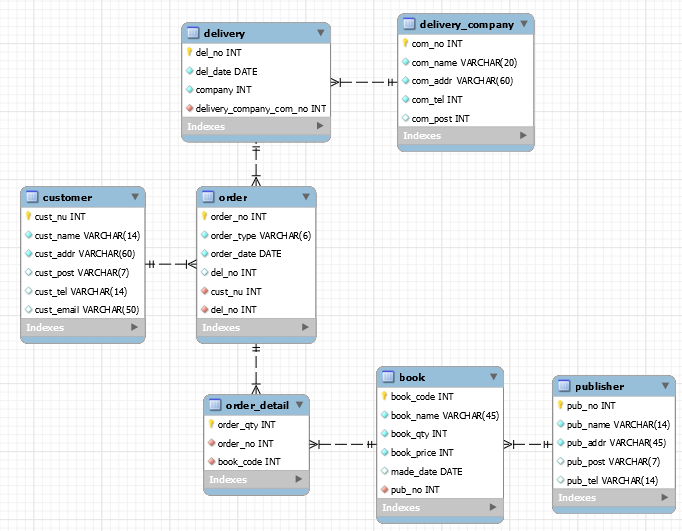 delivery
del_no INT
del_date DATE
company INT
delivery_company_com_no INT
Indexes
delivery_company
com_no INT
com_name VARCHAR(20)
com_addr VARCHAR(60)
com_tel INT
com_post INT
Indexes
customer
cust_nu INT
cust_name VARCHAR(14)
cust_addr VARCHAR(60)
cust_post VARCHAR(7)
cust_tel VARCHAR(14)
cust_email VARCHAR(50)
Indexes
order
order_no INT
order_type VARCHAR(6)
order_date DATE
del_no INT
cust_nu INT
del_no INT
Indexes
order_detail
order_qty INT
order_no INT
book_code INT
Indexes
book
book_code INT
book_name VARCHAR(45)
book_qty INT
book_price INT
made_date DATE
pub_no INT
Indexes
publisher
pub_no INT
pub_name VARCHAR(14)
pub_addr VARCHAR(45)
pub_post VARCHAR(7)
pub_tel VARCHAR(14)
Indexes